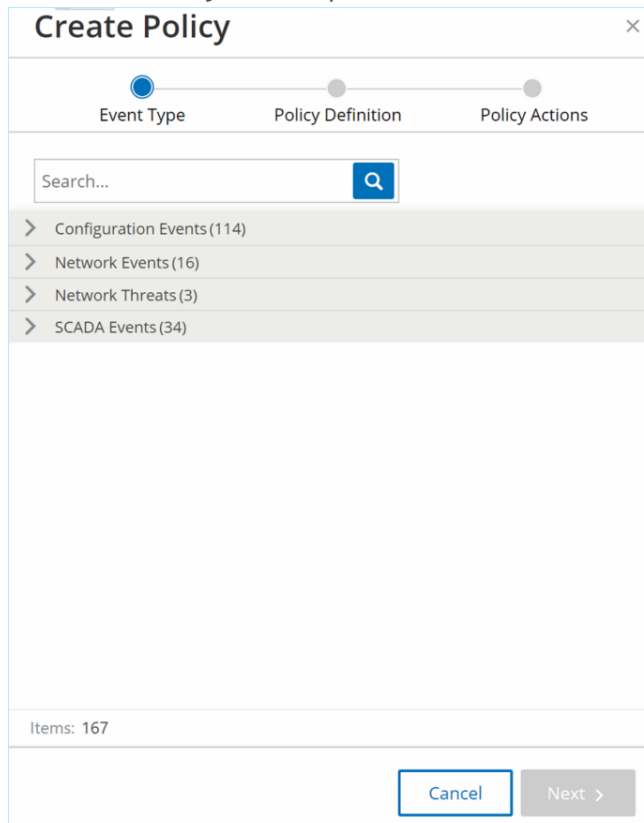 Create Policy
Event Type Policy Definition Policy Actions
Search...
Configuration Events (114)
Network Events (16)
Network Threats (3)
SCADA Events (34)
Items: 167
Cancel Next